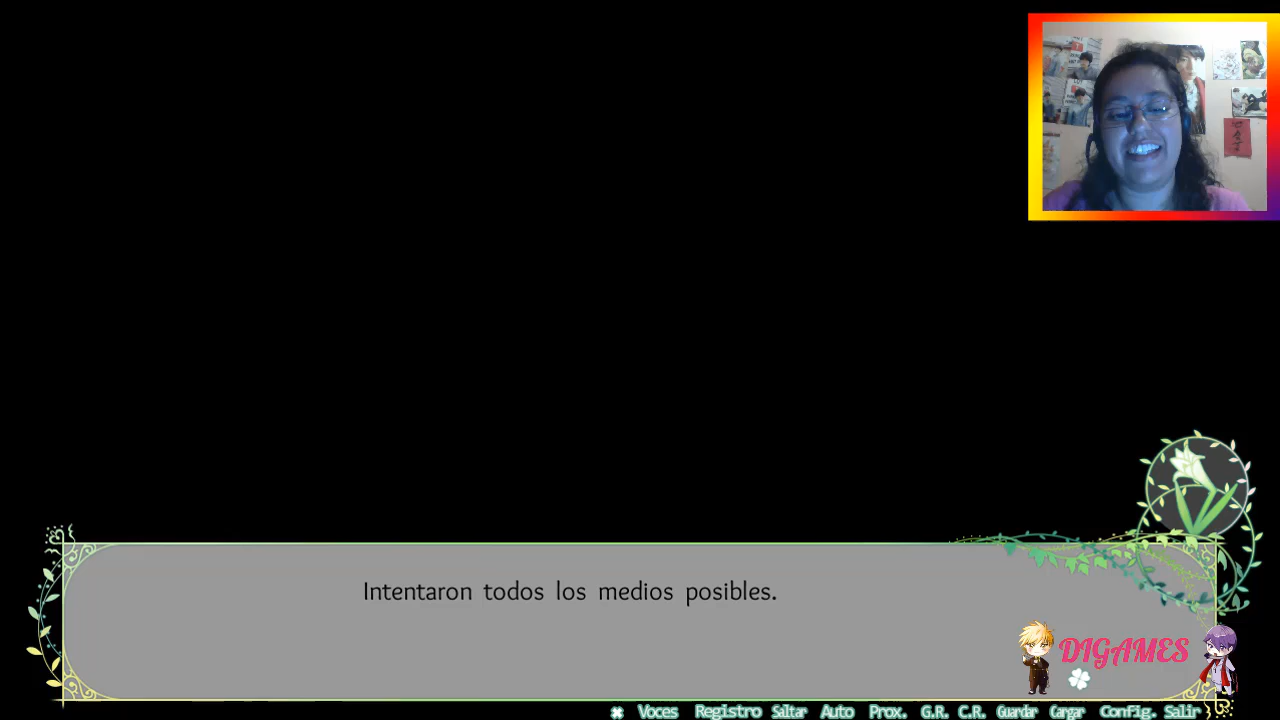 Intentaron todos los medios posibles.
DIGAMES
Voces Registro Saltar Auto Prox. G.R. C.R. Guardar Cargar Config. Salir